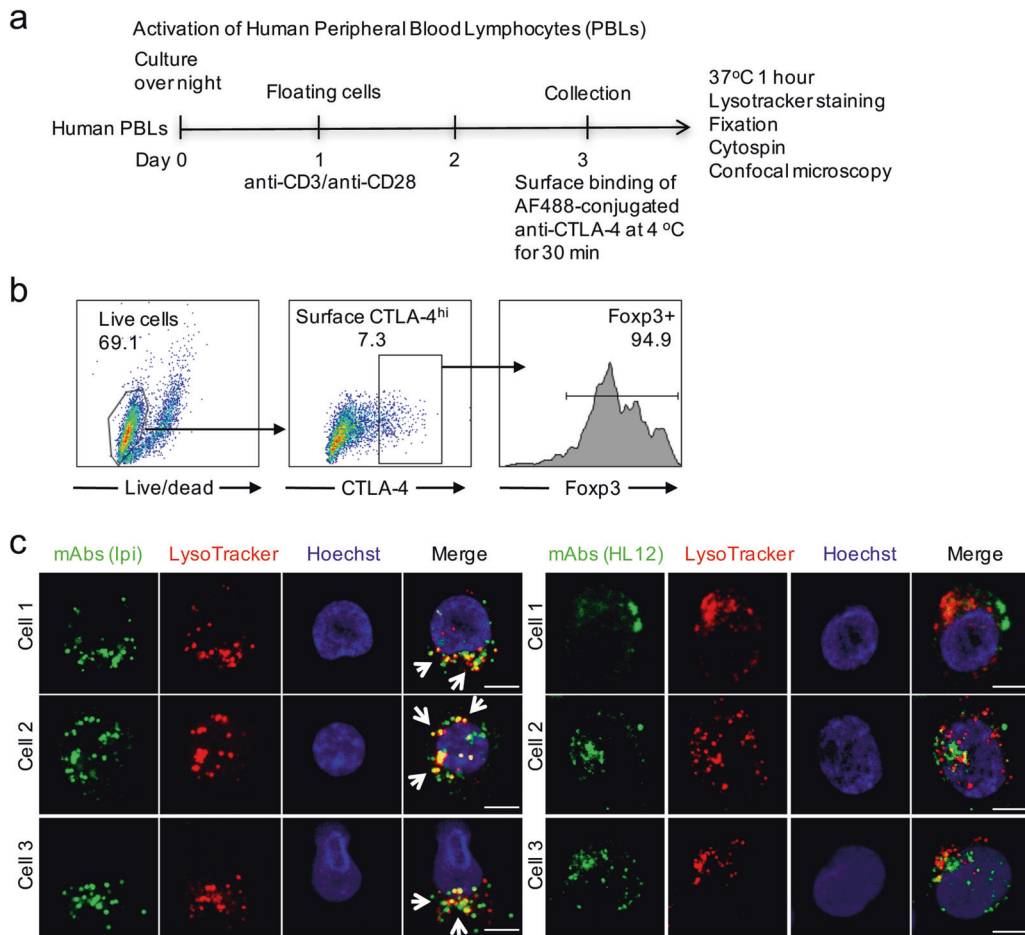 a
Activation of Human Peripheral Blood Lymphocytes (PBLs)
Culture
over night
Floating cells
Collection
37°C 1 hour
Lysotracker staining
Fixation
Cytospin
Confocal microscopy
Human PBLs
Day 0
1
2
3
anti-CD3/anti-CD28
Surface binding of
AF488-conjugated
anti-CTLA-4 at 4 °C
for 30 min
b
Live cells
69.1
Live/dead
Surface CTLA-4hi
7.3
CTLA-4
Foxp3+
94.9
Foxp3
c
mAbs (Ipi) LysoTracker Hoechst Merge
Cell 1
Cell 2
Cell 3
mAbs (HL12) LysoTracker Hoechst Merge
Cell 1
Cell 2
Cell 3